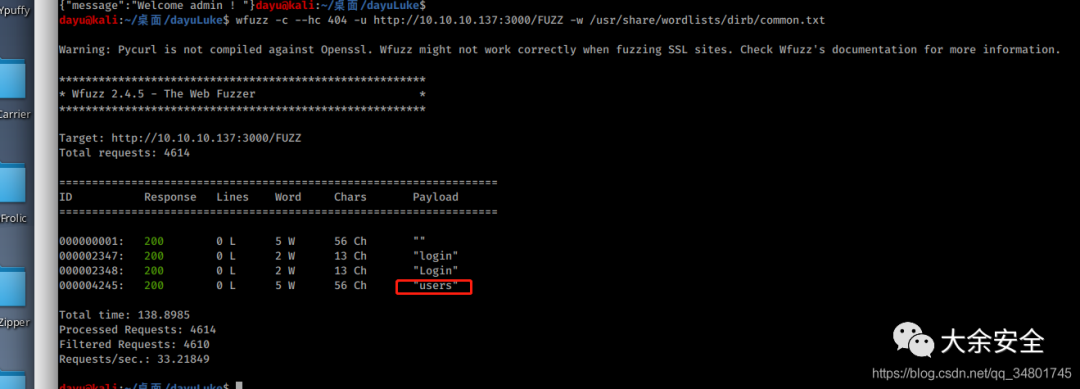 {"message":"Welcome admin ! "}dayu@kali:~/桌面/dayuLuke$
dayu@kali:~/桌面/dayuLuke$ wfuzz -c --hc 404 -u http://10.10.10.137:3000/FUZZ -w /usr/share/wordlists/dirb/common.txt
Warning: Pycurl is not compiled against Openssl. Wfuzz might not work correctly when fuzzing SSL sites. Check Wfuzz's documentation for more information.
********************************************************
* Wfuzz 2.4.5 - The Web Fuzzer *
********************************************************
Target: http://10.10.10.137:3000/FUZZ
Total requests: 4614
===================================================================
ID Response Lines Word Chars Payload
===================================================================
000000001: 200 0 L 5 W 56 Ch ""
000002347: 200 0 L 2 W 13 Ch "login"
000002348: 200 0 L 2 W 13 Ch "Login"
000004245: 200 0 L 5 W 56 Ch "users"
Total time: 138.8985
Processed Requests: 4614
Filtered Requests: 4610
Requests/sec.: 33.21849
dayu@kali:~/桌面/dayuLuke$
Ypuffy
Carrier
Frolic
Zipper
大余安全
https://blog.csdn.net/qq_34801745